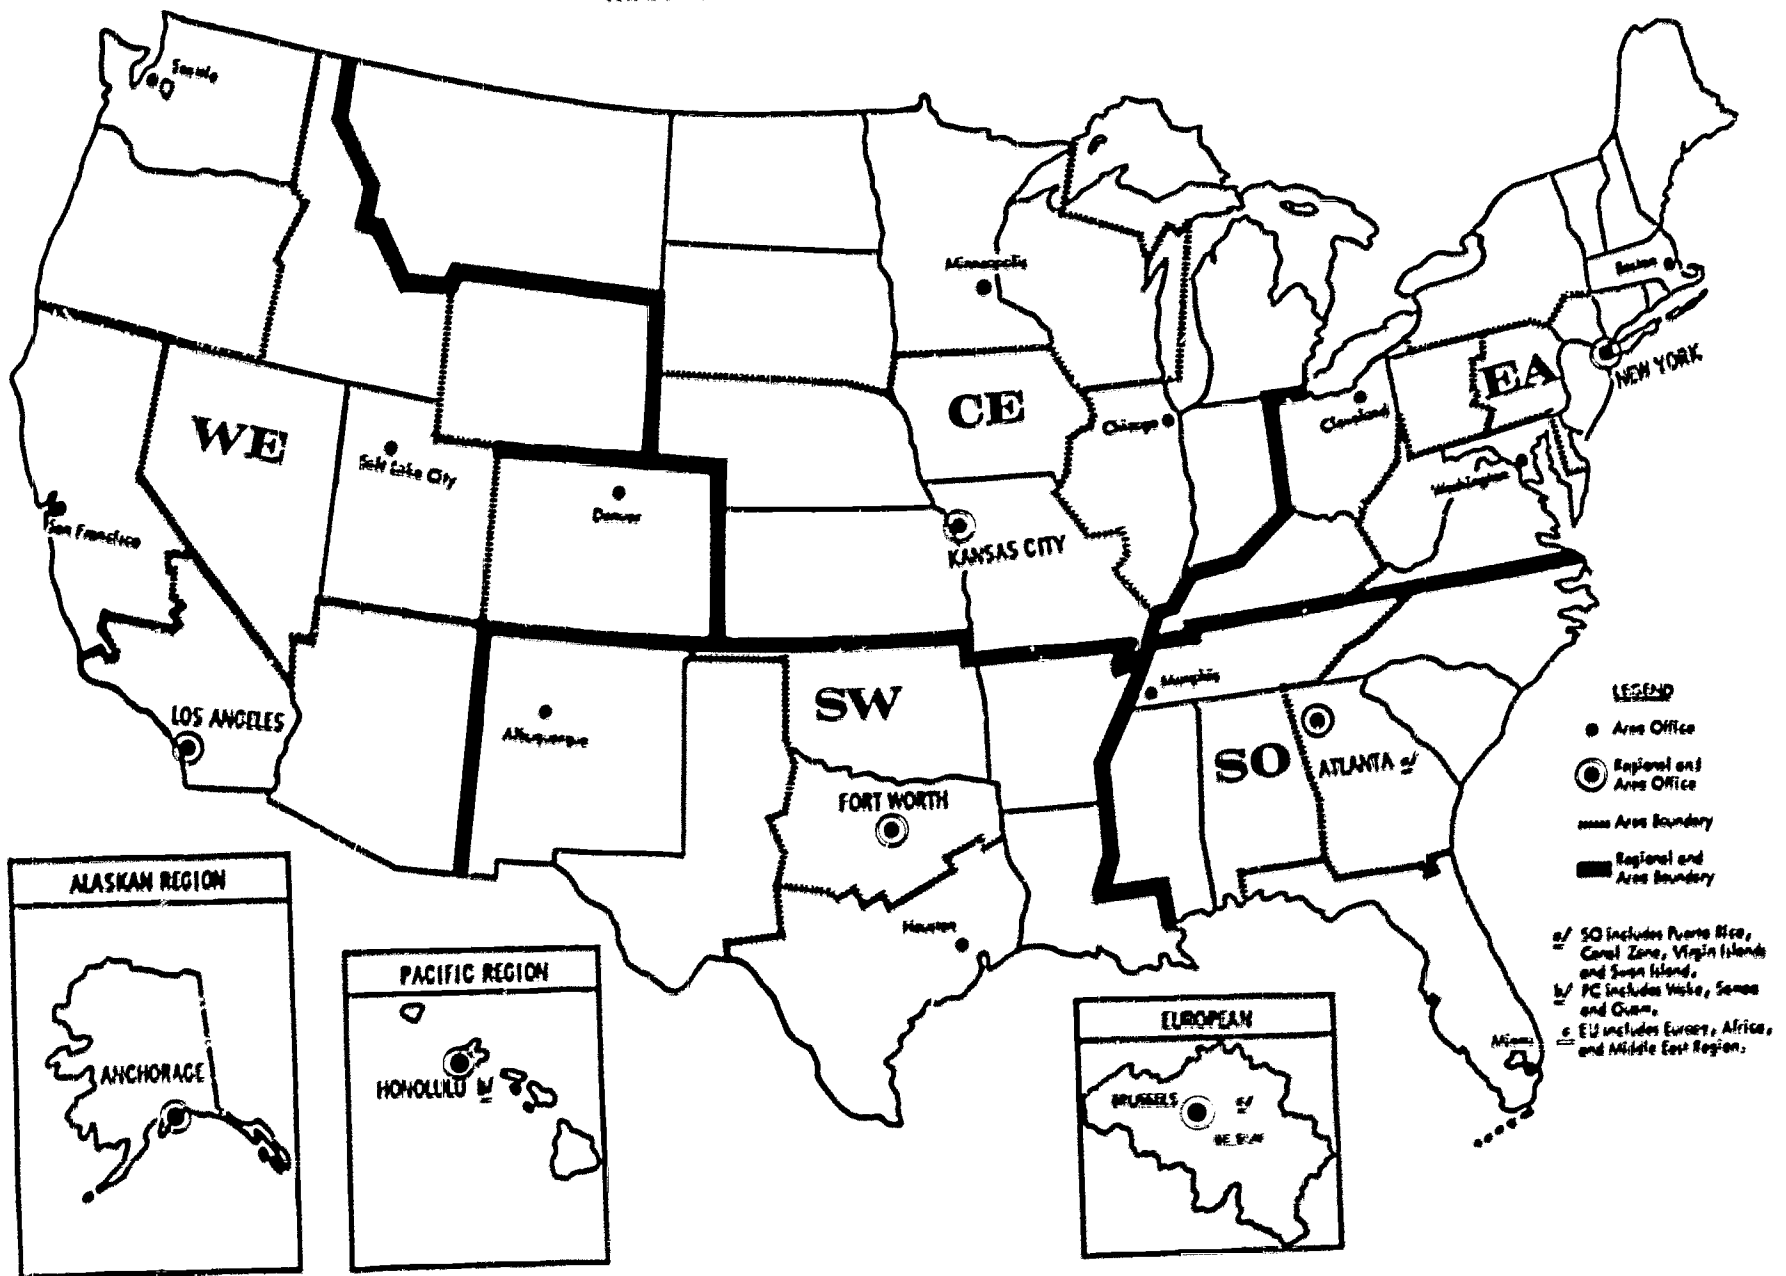 Seattle
Minneapolis
Boston
NEW YORK
EA
WE
CE
Chicago
Cleveland
Salt Lake City
Denver
Washington
San Francisco
KANSAS CITY
LOS ANGELES
Albuquerque
SW
Memphis
SO
ATLANTA a/
FORT WORTH
Houston
Miami
LEGEND
Area Office
Regional and
Area Office
Area Boundary
Regional and
Area Boundary
a/ SO includes Puerto Rico,
Canal Zone, Virgin Islands
and Swan Island.
b/ PC includes Wake, Samoa
and Guam.
c EU includes Europe, Africa,
and Middle East Region.
ALASKAN REGION
ANCHORAGE
PACIFIC REGION
HONOLULU b/
EUROPEAN
BRUSSELS